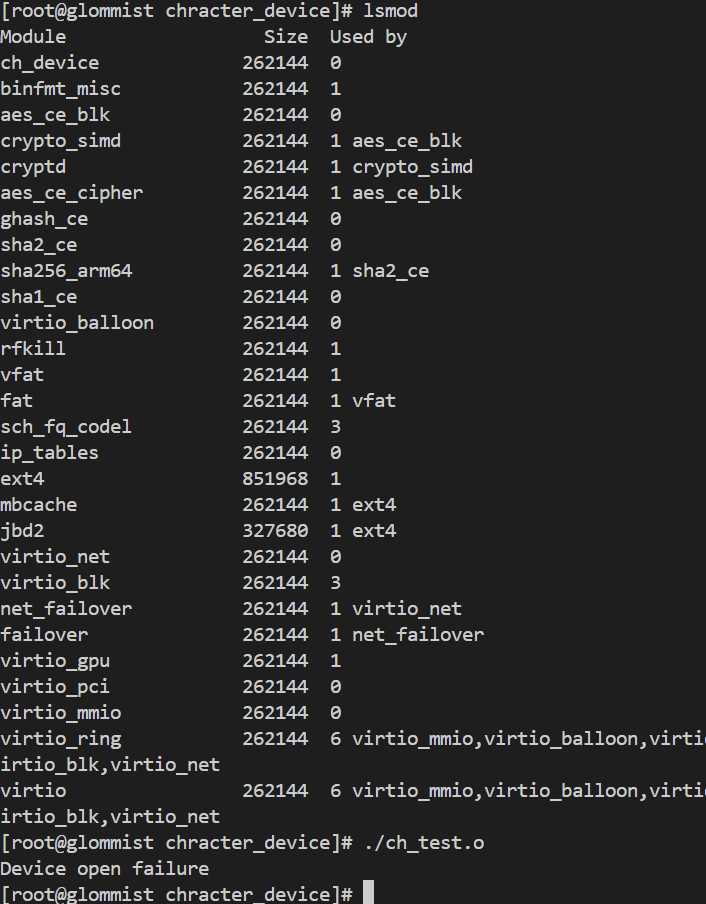 [root@glommist chracter_device]# lsmod
Module                  Size  Used by
ch_device             262144  0
binfmt_misc           262144  1
aes_ce_blk            262144  0
crypto_simd           262144  1 aes_ce_blk
cryptd                262144  1 crypto_simd
aes_ce_cipher         262144  1 aes_ce_blk
ghash_ce              262144  0
sha2_ce               262144  0
sha256_arm64          262144  1 sha2_ce
sha1_ce               262144  0
virtio_balloon        262144  0
rfkill                262144  1
vfat                  262144  1
fat                   262144  1 vfat
sch_fq_codel          262144  3
ip_tables             262144  0
ext4                  851968  1
mbcache               262144  1 ext4
jbd2                  327680  1 ext4
virtio_net            262144  0
virtio_blk            262144  3
net_failover          262144  1 virtio_net
failover              262144  1 net_failover
virtio_gpu            262144  1
virtio_pci            262144  0
virtio_mmio           262144  0
virtio_ring           262144  6 virtio_mmio,virtio_balloon,virti
irtio_blk,virtio_net
virtio                262144  6 virtio_mmio,virtio_balloon,virti
irtio_blk,virtio_net
[root@glommist chracter_device]# ./ch_test.o
Device open failure
[root@glommist chracter_device]#